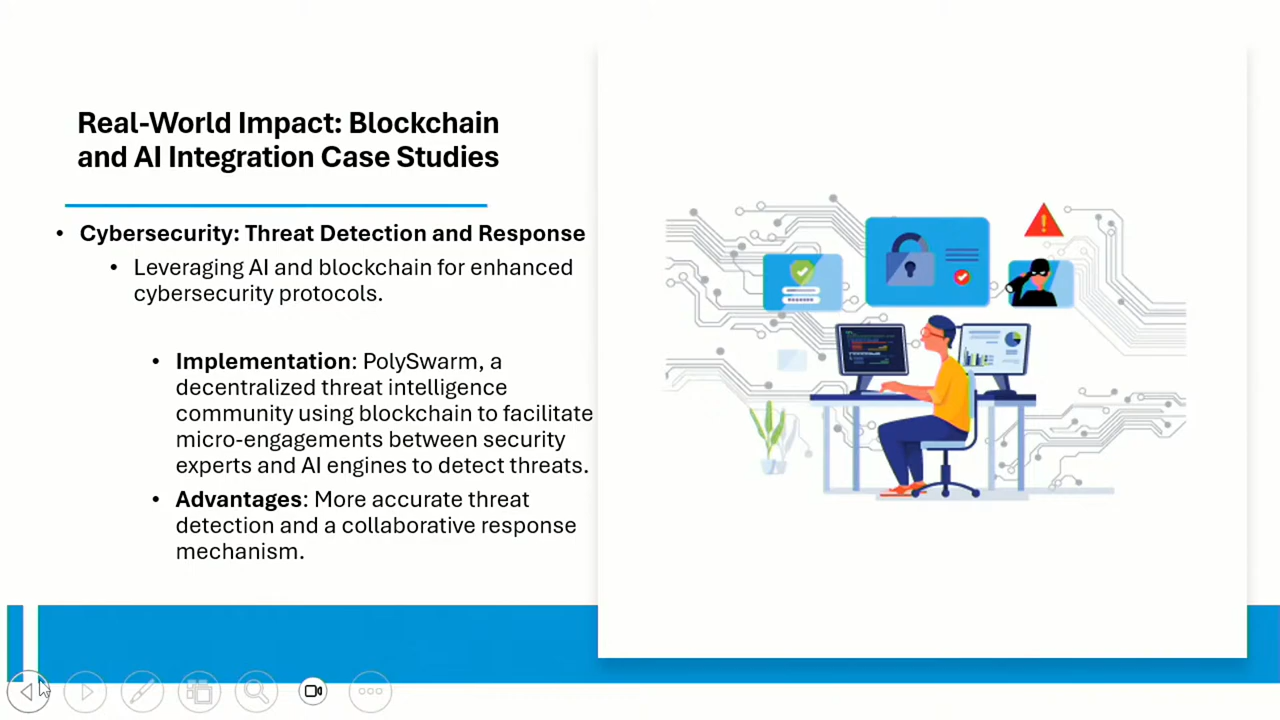 Real-World Impact: Blockchain
and AI Integration Case Studies
• Cybersecurity: Threat Detection and Response
• Leveraging AI and blockchain for enhanced
cybersecurity protocols.
• Implementation: PolySwarm, a
decentralized threat intelligence
community using blockchain to facilitate
micro-engagements between security
experts and AI engines to detect threats.
• Advantages: More accurate threat
detection and a collaborative response
mechanism.